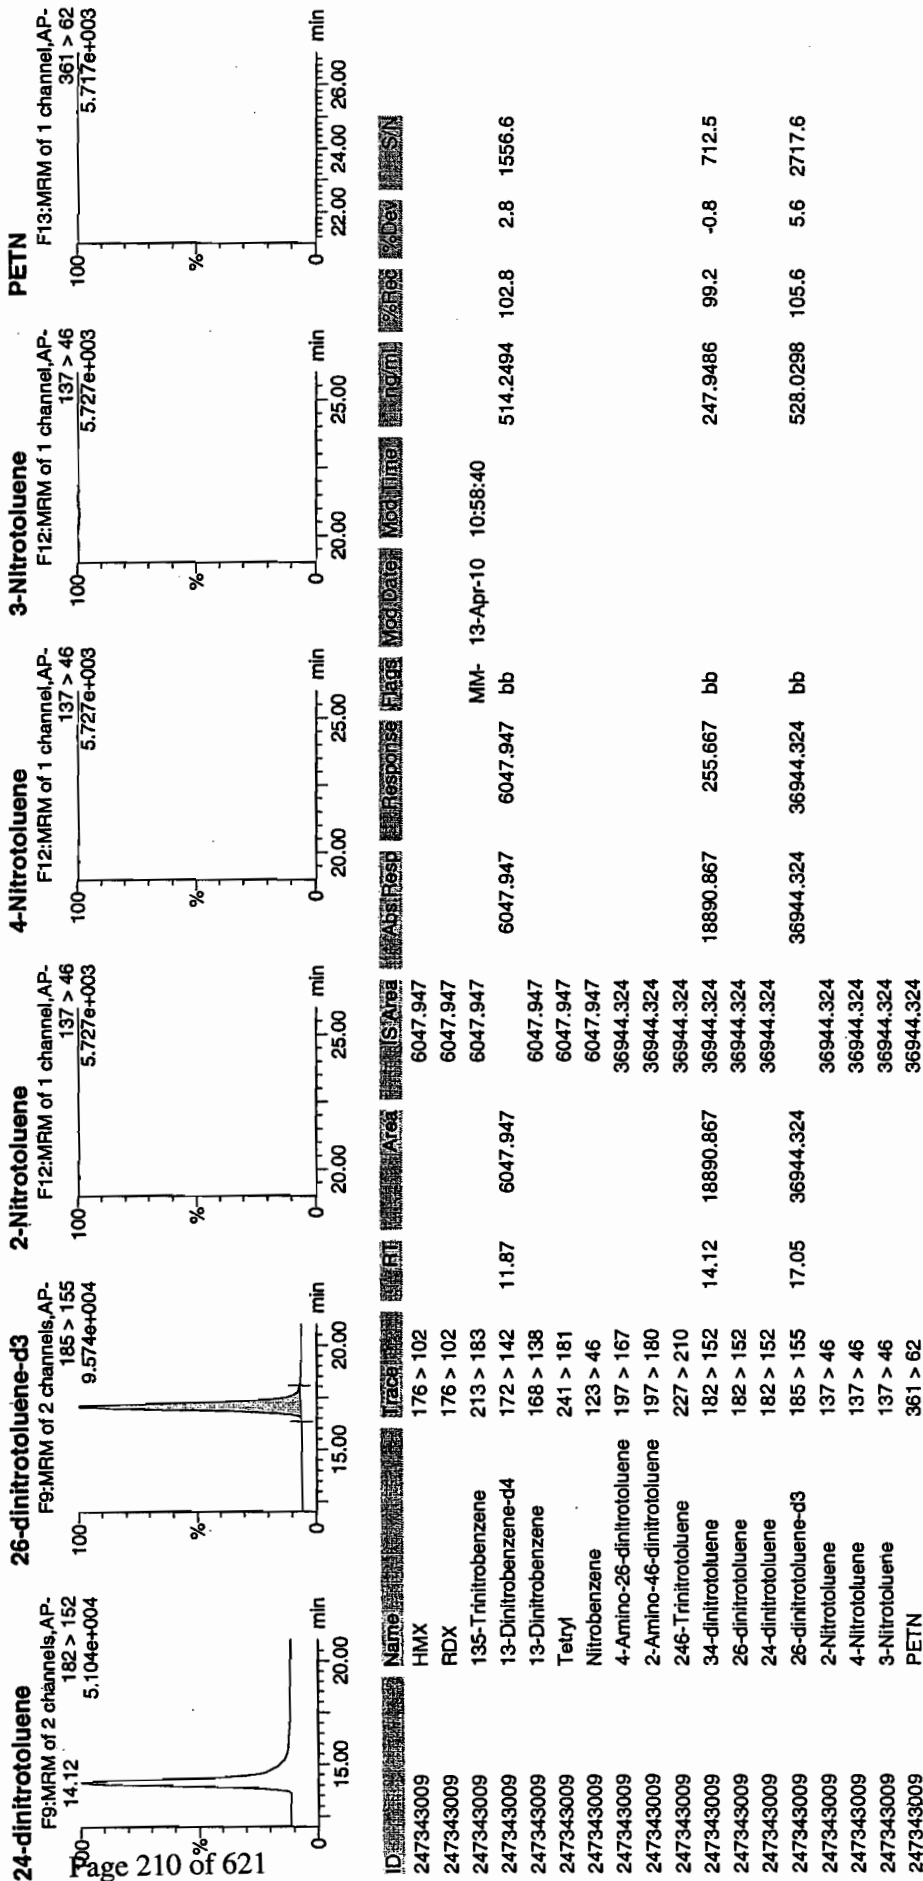 24-dinitrotoluene
F9:MRM of 2 channels,AP-
14.12 182 > 152
5.104e+004
%
0
15.00 20.00 min
26-dinitrotoluene-d3
F9:MRM of 2 channels,AP-
185 > 155
9.574e+004
100
%
0
15.00 20.00 min
2-Nitrotoluene
F12:MRM of 1 channel,AP-
137 > 46
5.727e+003
100
%
0
20.00 25.00 min
4-Nitrotoluene
F12:MRM of 1 channel,AP-
137 > 46
5.727e+003
100
%
0
20.00 25.00 min
3-Nitrotoluene
F12:MRM of 1 channel,AP-
137 > 46
5.727e+003
100
%
0
20.00 25.00 min
PETN
F13:MRM of 1 channel,AP-
361 > 62
5.717e+003
100
%
0
22.00 24.00 26.00 min
ID Name Trace RT Area IS Area Abs Resp Response Flags Mod Date Mod Time ng/mL %Rec %Dev S/N
247343009 HMX 176 > 102 6047.947
247343009 RDX 176 > 102 6047.947
247343009 135-Trinitrobenzene 213 > 183 6047.947 MM- 13-Apr-10 10:58:40
247343009 13-Dinitrobenzene-d4 172 > 142 11.87 6047.947 6047.947 6047.947 bb 514.2494 102.8 2.8 1556.6
247343009 13-Dinitrobenzene 168 > 138 6047.947
247343009 Tetryl 241 > 181 6047.947
247343009 Nitrobenzene 123 > 46 6047.947
247343009 4-Amino-26-dinitrotoluene 197 > 167 36944.324
247343009 2-Amino-46-dinitrotoluene 197 > 180 36944.324
247343009 246-Trinitrotoluene 227 > 210 36944.324
247343009 34-dinitrotoluene 182 > 152 14.12 18890.867 36944.324 18890.867 255.667 bb 247.9486 99.2 -0.8 712.5
247343009 26-dinitrotoluene 182 > 152 36944.324
247343009 24-dinitrotoluene 182 > 152 36944.324
247343009 26-dinitrotoluene-d3 185 > 155 17.05 36944.324 36944.324 36944.324 bb 528.0298 105.6 5.6 2717.6
247343009 2-Nitrotoluene 137 > 46 36944.324
247343009 4-Nitrotoluene 137 > 46 36944.324
247343009 3-Nitrotoluene 137 > 46 36944.324
247343009 PETN 361 > 62 36944.324
Page 210 of 621